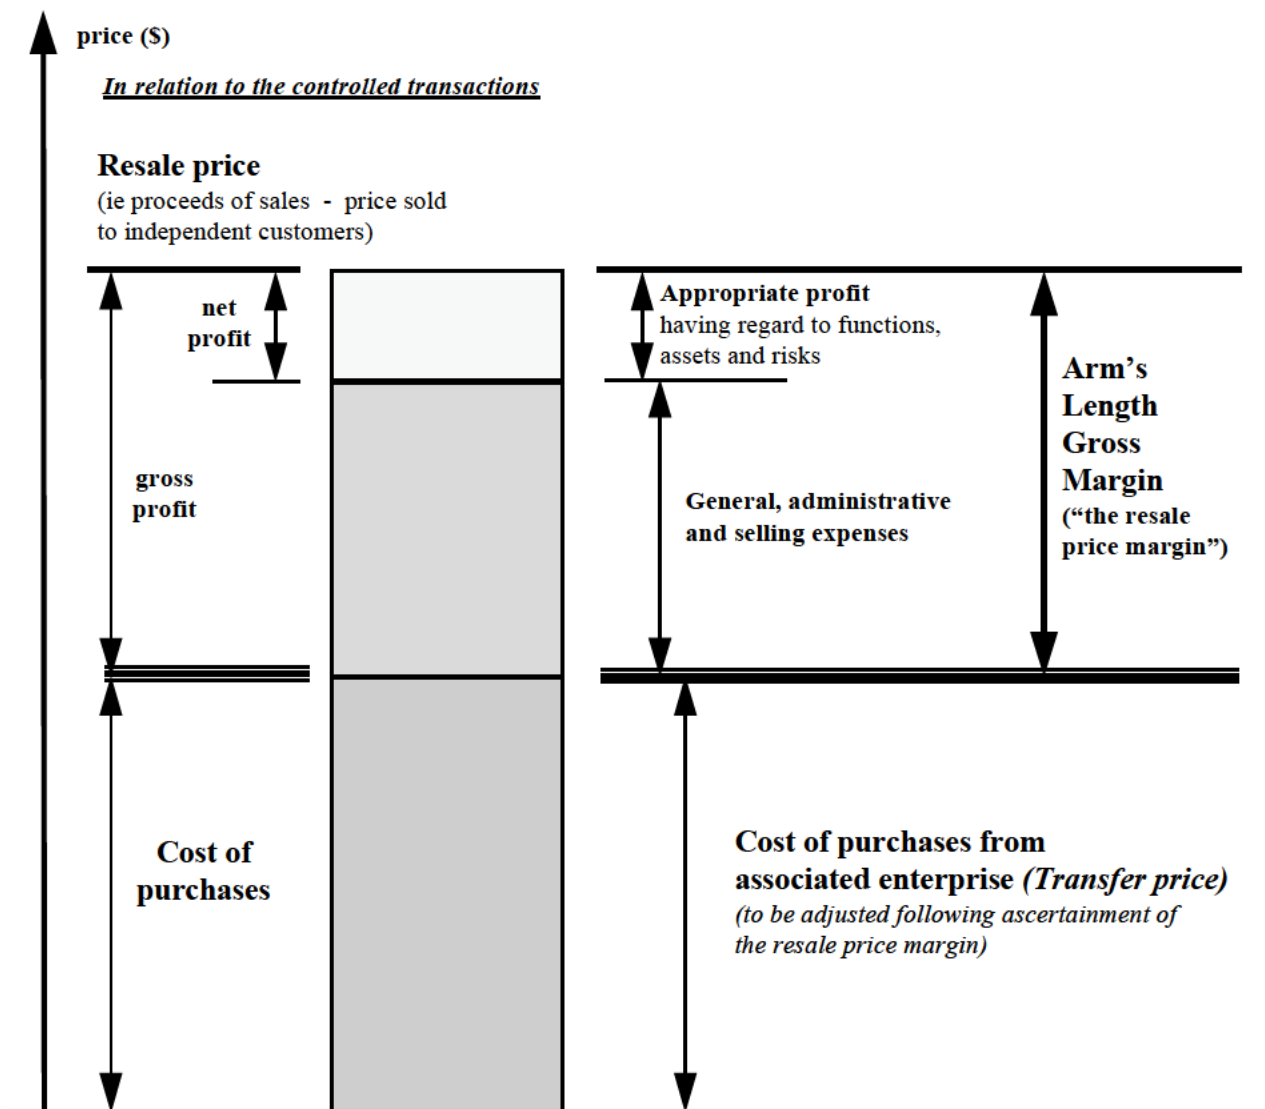 price ($)
In relation to the controlled transactions
Resale price
(ie proceeds of sales - price sold
to independent customers)
net
profit
gross
profit
Cost of
purchases
Appropriate profit
having regard to functions,
assets and risks
General, administrative
and selling expenses
Arm’s
Length
Gross
Margin
(“the resale
price margin”)
Cost of purchases from
associated enterprise (Transfer price)
(to be adjusted following ascertainment of
the resale price margin)